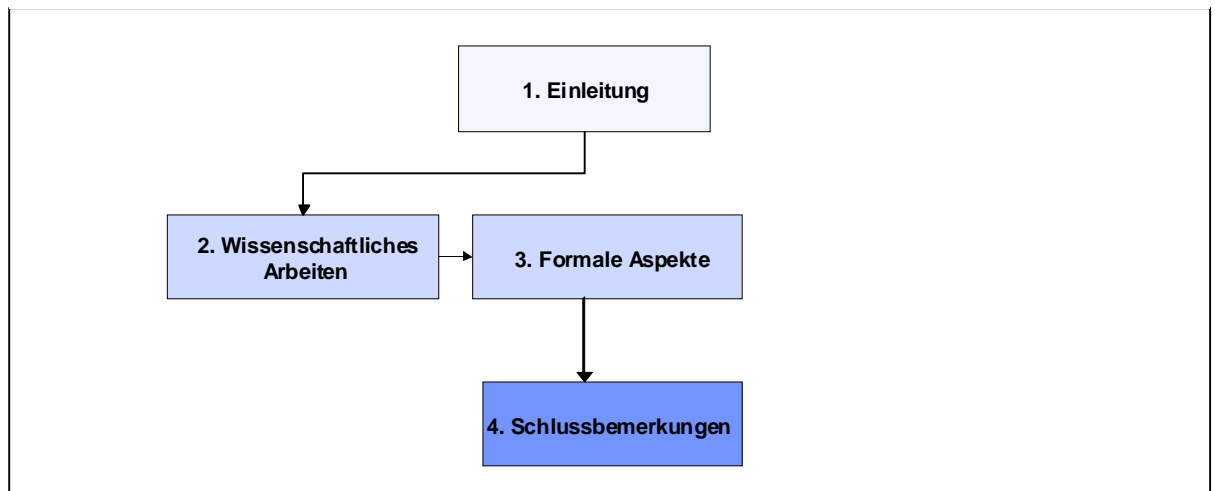 1. Einleitung
2. Wissenschaftliches
Arbeiten
3. Formale Aspekte
4. Schlussbemerkungen